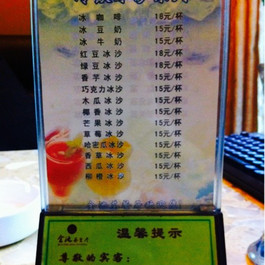 冰咖啡 16元/杯
冰豆奶 15元/杯
冰牛奶 15元/杯
红豆冰沙 18元/杯
绿豆冰沙 18元/杯
香芋冰沙 15元/杯
巧克力冰沙 15元/杯
木瓜冰沙 15元/杯
椰香冰沙 15元/杯
芒果冰沙 15元/杯
草莓冰沙 15元/杯
哈密瓜冰沙 15元/杯
香草冰沙 15元/杯
西瓜冰沙 15元/杯
柳橙冰沙 15元/杯
温馨提示
尊敬的宾客：